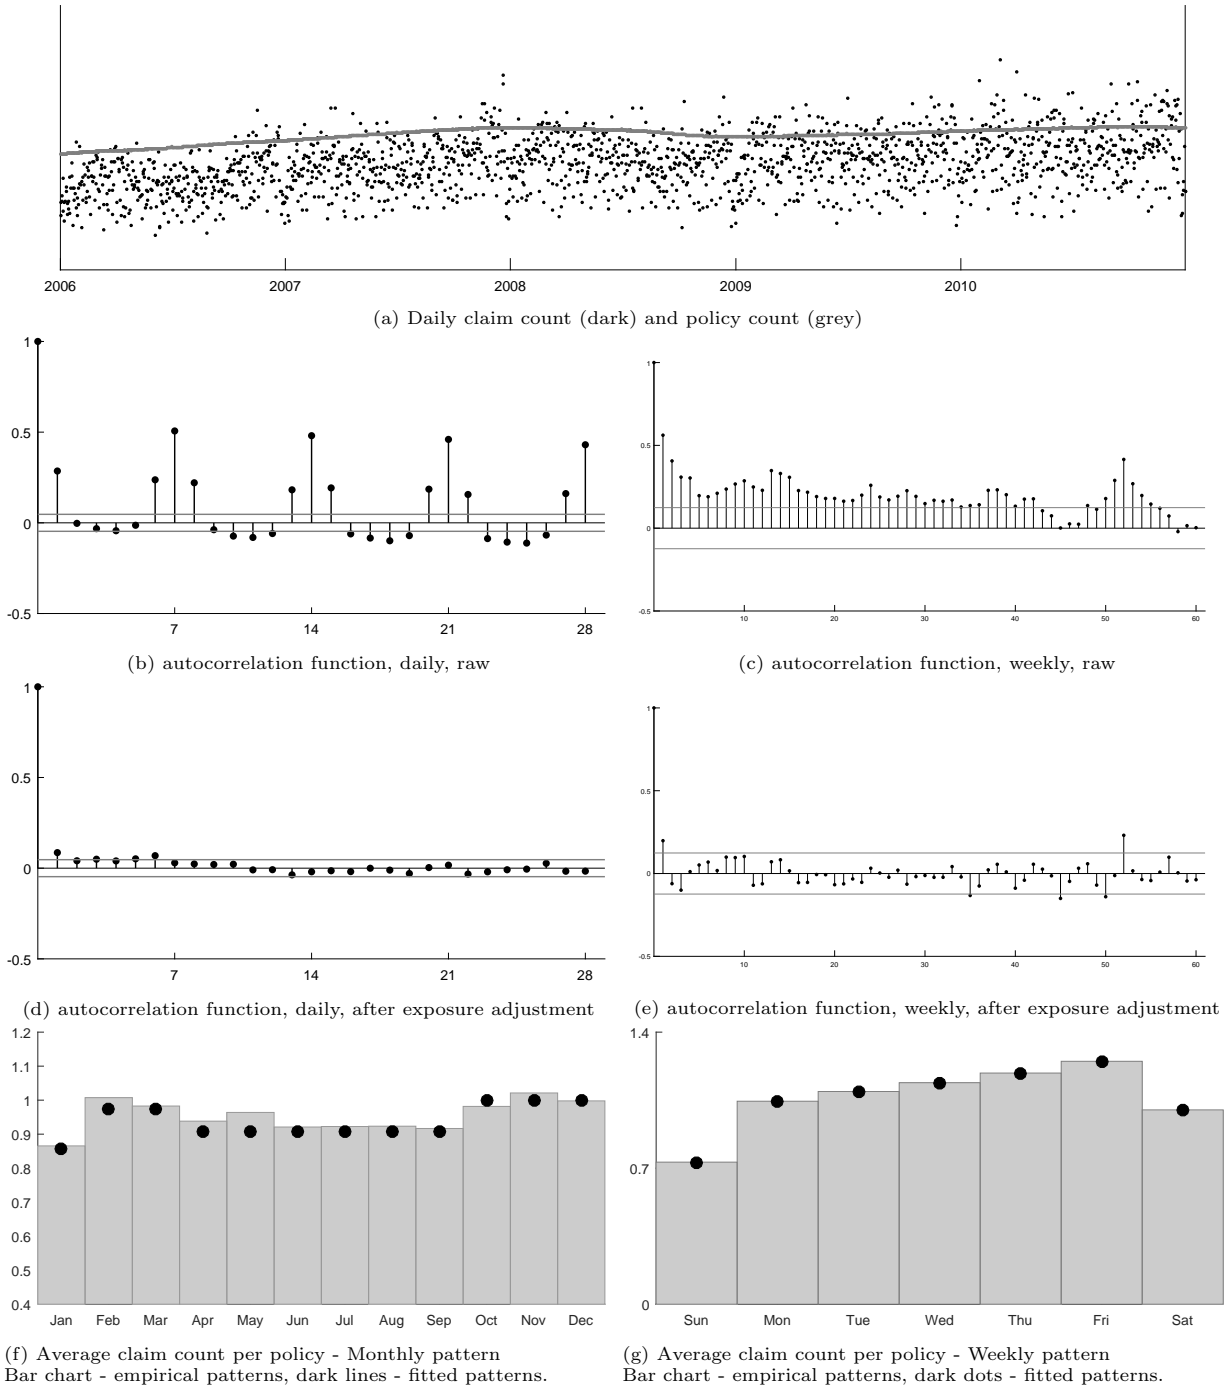 2006 2007 2008 2009 2010
(a) Daily claim count (dark) and policy count (grey)
1
0.5
0
-0.5
7 14 21 28
(b) autocorrelation function, daily, raw
1
0.5
0
-0.5
10 20 30 40 50 60
(c) autocorrelation function, weekly, raw
1
0.5
0
-0.5
7 14 21 28
(d) autocorrelation function, daily, after exposure adjustment
1
0.5
0
-0.5
10 20 30 40 50 60
(e) autocorrelation function, weekly, after exposure adjustment
1.2
1.1
1
0.9
0.8
0.7
0.6
0.5
0.4
Jan Feb Mar Apr May Jun Jul Aug Sep Oct Nov Dec
(f) Average claim count per policy - Monthly pattern
Bar chart - empirical patterns, dark lines - fitted patterns.
1.4
0.7
0
Sun Mon Tue Wed Thu Fri Sat
(g) Average claim count per policy - Weekly pattern
Bar chart - empirical patterns, dark dots - fitted patterns.